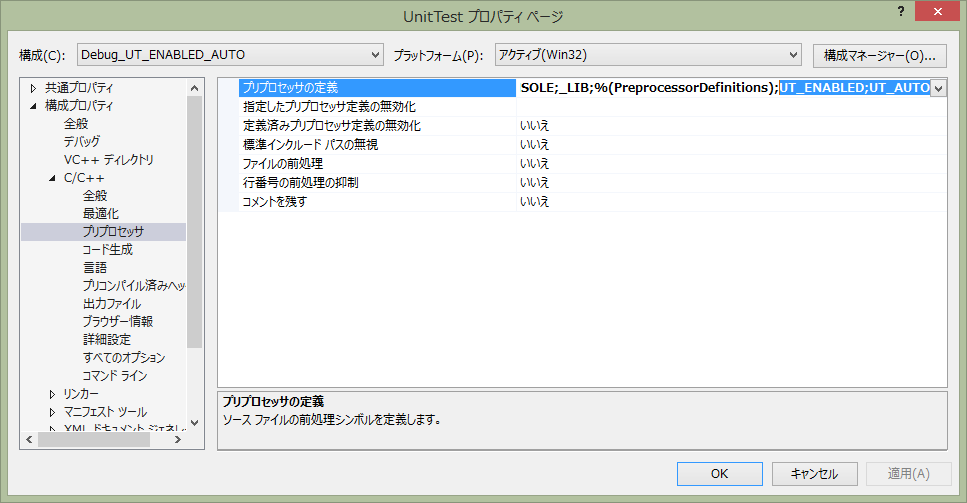 UnitTest プロパティ ページ
? ×
構成(C): Debug_UT_ENABLED_AUTO プラットフォーム(P): アクティブ(Win32) 構成マネージャー(O)...
共通プロパティ
構成プロパティ
全般
デバッグ
VC++ ディレクトリ
C/C++
全般
最適化
プリプロセッサ
コード生成
言語
プリコンパイル済みヘッ
出力ファイル
ブラウザー情報
詳細設定
すべてのオプション
コマンド ライン
リンカー
マニフェスト ツール
XML ドキュメント ジェネレ
プリプロセッサの定義 SOLE;_LIB;%(PreprocessorDefinitions);UT_ENABLED;UT_AUTO
指定したプリプロセッサ定義の無効化
定義済みプリプロセッサ定義の無効化 いいえ
標準インクルード パスの無視 いいえ
ファイルの前処理 いいえ
行番号の前処理の抑制 いいえ
コメントを残す いいえ
プリプロセッサの定義
ソース ファイルの前処理シンボルを定義します。
OK キャンセル 適用(A)